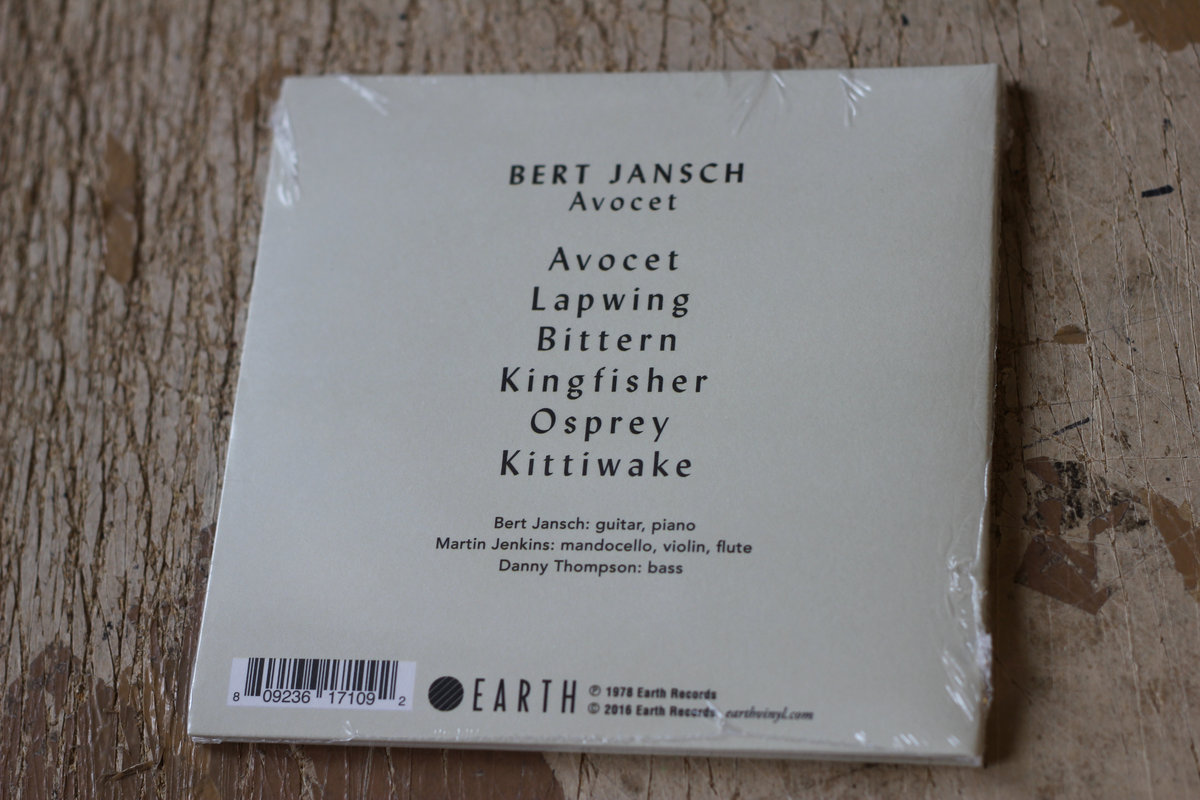 BERT JANSCH
Avocet
Avocet
Lapwing
Bittern
Kingfisher
Osprey
Kittiwake
Bert Jansch: guitar, piano
Martin Jenkins: mandocello, violin, flute
Danny Thompson: bass
8 09236 17109 2
EARTH
℗ 1978 Earth Records
© 2016 Earth Records earthvinyl.com